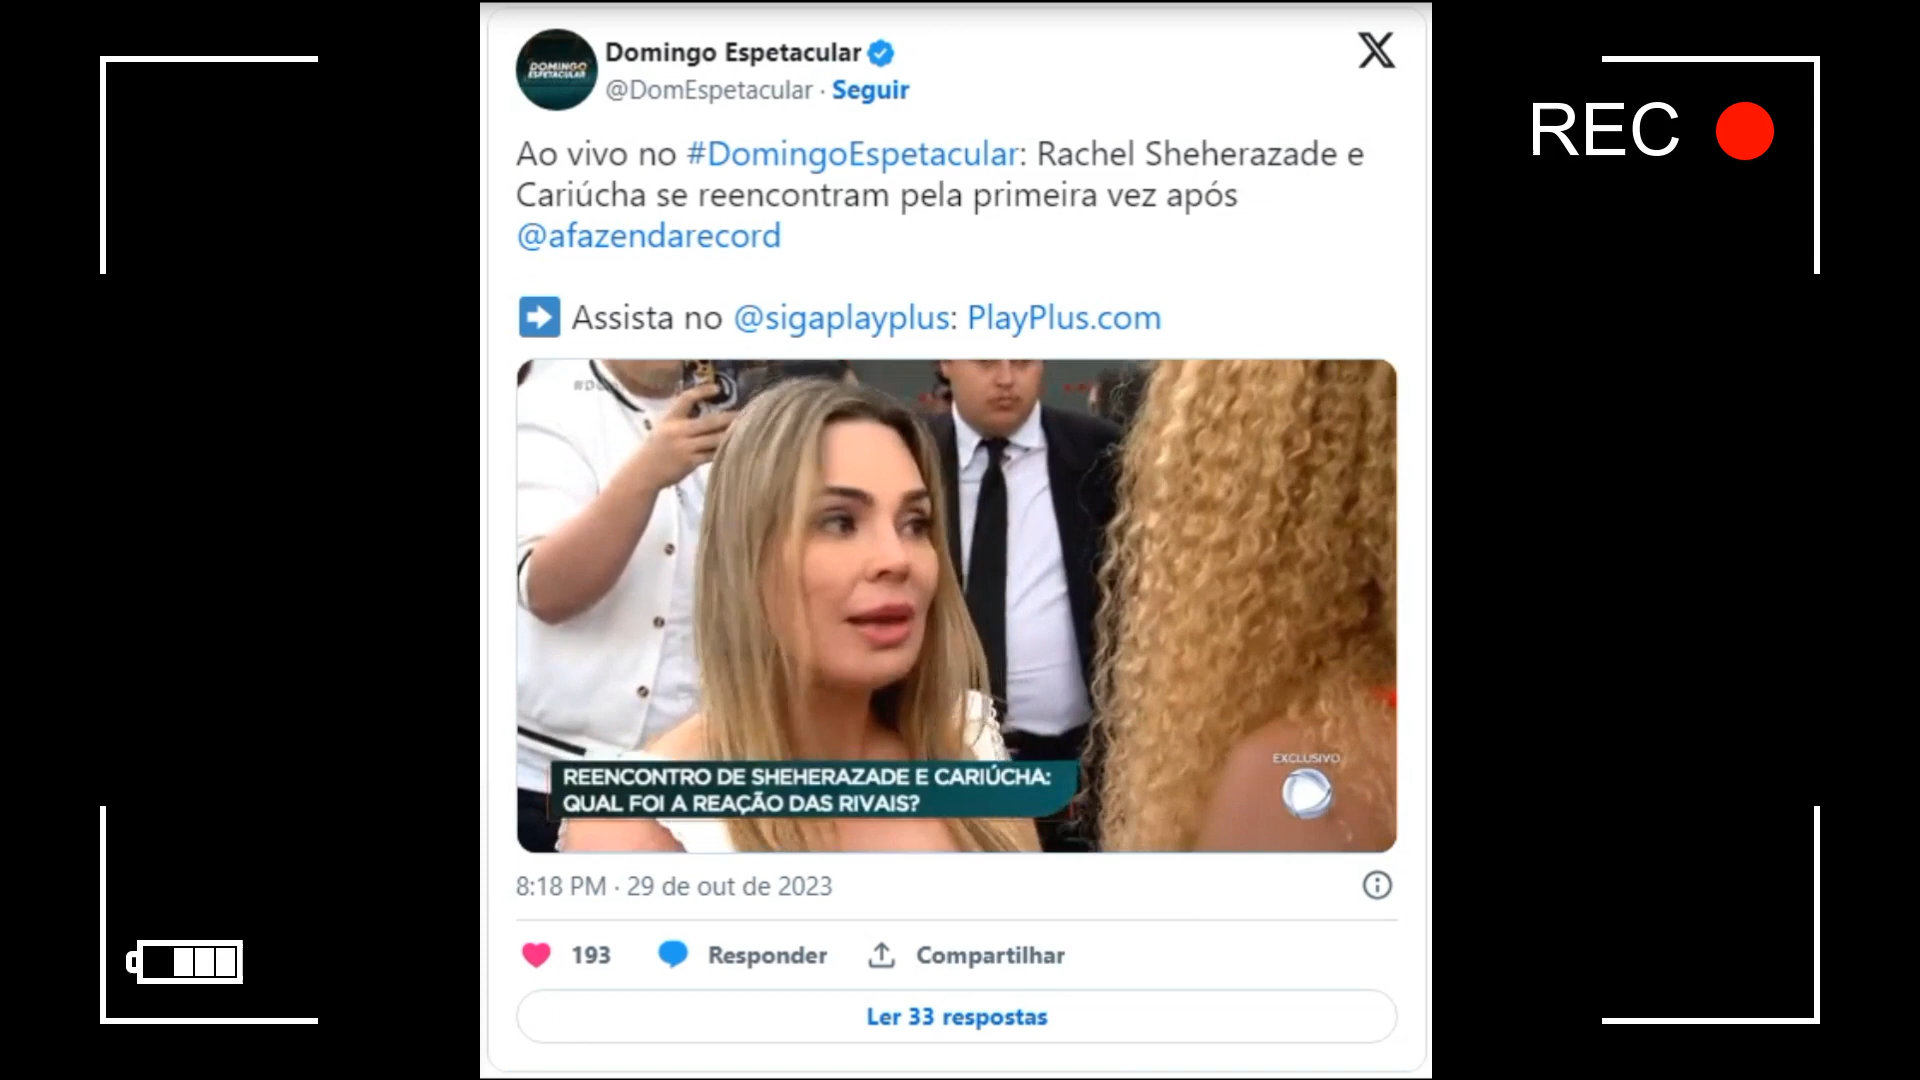 Domingo Espetacular
@DomEspetacular · Seguir
REC
DOMINGO
ESPETACULAR
Ao vivo no #DomingoEspetacular: Rachel Sheherazade e
Cariúcha se reencontram pela primeira vez após
@afazendarecord
Assista no @sigaplayplus: PlayPlus.com
EXCLUSIVO
REENCONTRO DE SHEHERAZADE E CARIÚCHA:
QUAL FOI A REAÇÃO DAS RIVAIS?
8:18 PM · 29 de out de 2023
193 Responder Compartilhar
Ler 33 respostas